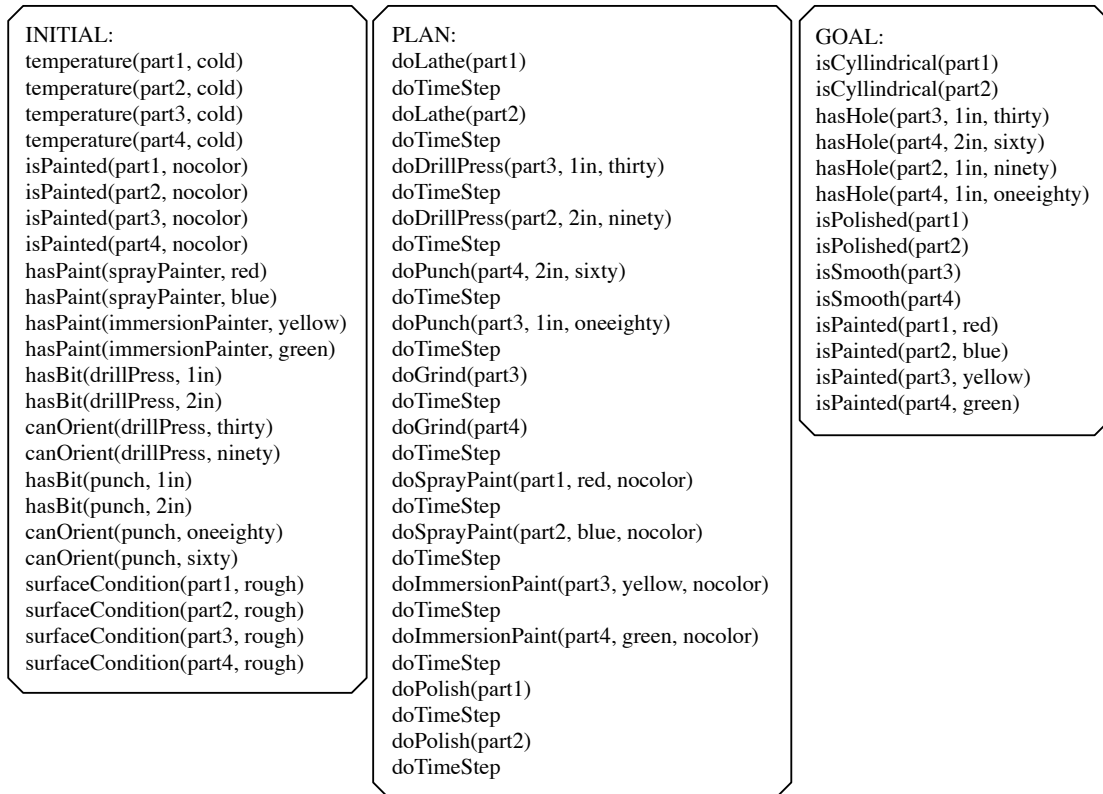 INITIAL:
temperature(part1, cold)
temperature(part2, cold)
temperature(part3, cold)
temperature(part4, cold)
isPainted(part1, nocolor)
isPainted(part2, nocolor)
isPainted(part3, nocolor)
isPainted(part4, nocolor)
hasPaint(sprayPainter, red)
hasPaint(sprayPainter, blue)
hasPaint(immersionPainter, yellow)
hasPaint(immersionPainter, green)
hasBit(drillPress, 1in)
hasBit(drillPress, 2in)
canOrient(drillPress, thirty)
canOrient(drillPress, ninety)
hasBit(punch, 1in)
hasBit(punch, 2in)
canOrient(punch, oneeighty)
canOrient(punch, sixty)
surfaceCondition(part1, rough)
surfaceCondition(part2, rough)
surfaceCondition(part3, rough)
surfaceCondition(part4, rough)
PLAN:
doLathe(part1)
doTimeStep
doLathe(part2)
doTimeStep
doDrillPress(part3, 1in, thirty)
doTimeStep
doDrillPress(part2, 2in, ninety)
doTimeStep
doPunch(part4, 2in, sixty)
doTimeStep
doPunch(part3, 1in, oneeighty)
doTimeStep
doGrind(part3)
doTimeStep
doGrind(part4)
doTimeStep
doSprayPaint(part1, red, nocolor)
doTimeStep
doSprayPaint(part2, blue, nocolor)
doTimeStep
doImmersionPaint(part3, yellow, nocolor)
doTimeStep
doImmersionPaint(part4, green, nocolor)
doTimeStep
doPolish(part1)
doTimeStep
doPolish(part2)
doTimeStep
GOAL:
isCyllindrical(part1)
isCyllindrical(part2)
hasHole(part3, 1in, thirty)
hasHole(part4, 2in, sixty)
hasHole(part2, 1in, ninety)
hasHole(part4, 1in, oneeighty)
isPolished(part1)
isPolished(part2)
isSmooth(part3)
isSmooth(part4)
isPainted(part1, red)
isPainted(part2, blue)
isPainted(part3, yellow)
isPainted(part4, green)